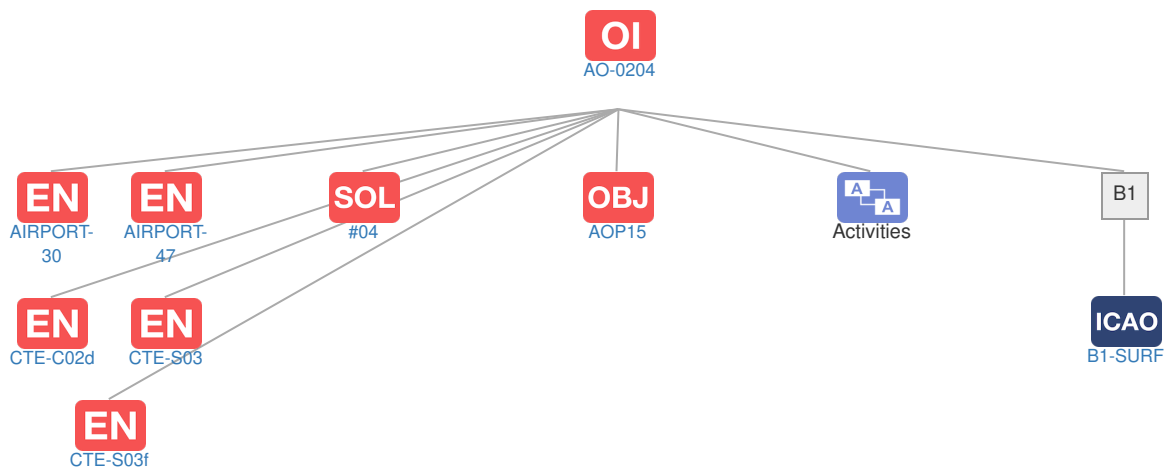 OI
AO-0204
EN
EN
SOL
OBJ
A
A
B1
AIRPORT-
30
AIRPORT-
47
#04
AOP15
Activities
EN
EN
ICAO
CTE-C02d
CTE-S03
B1-SURF
EN
CTE-S03f